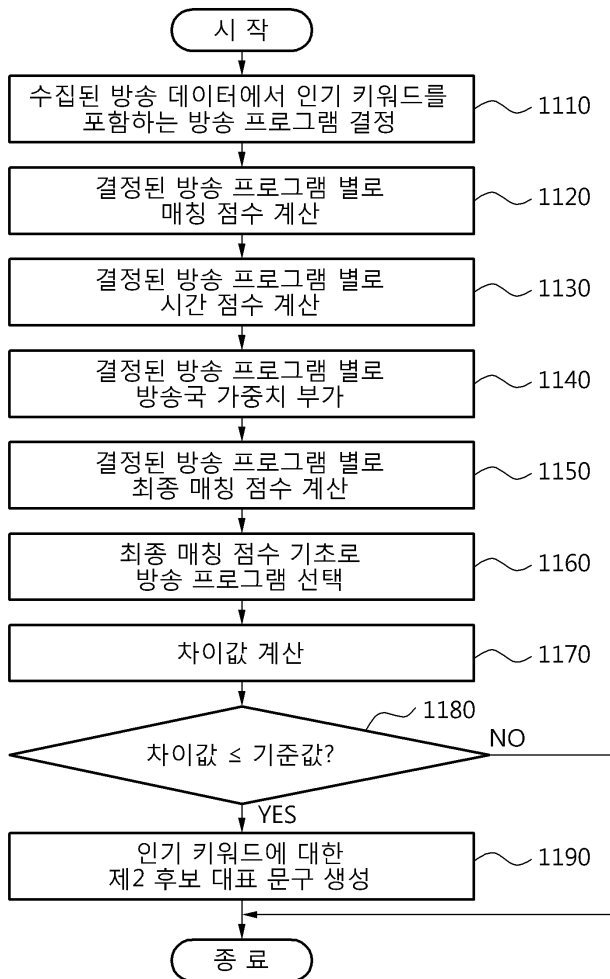 시 작
수집된 방송 데이터에서 인기 키워드를
포함하는 방송 프로그램 결정
1110
결정된 방송 프로그램 별로
매칭 점수 계산
1120
결정된 방송 프로그램 별로
시간 점수 계산
1130
결정된 방송 프로그램 별로
방송국 가중치 부가
1140
결정된 방송 프로그램 별로
최종 매칭 점수 계산
1150
최종 매칭 점수 기초로
방송 프로그램 선택
1160
차이값 계산
1170
1180
차이값 ≤ 기준값?
NO
YES
인기 키워드에 대한
제2 후보 대표 문구 생성
1190
종 료